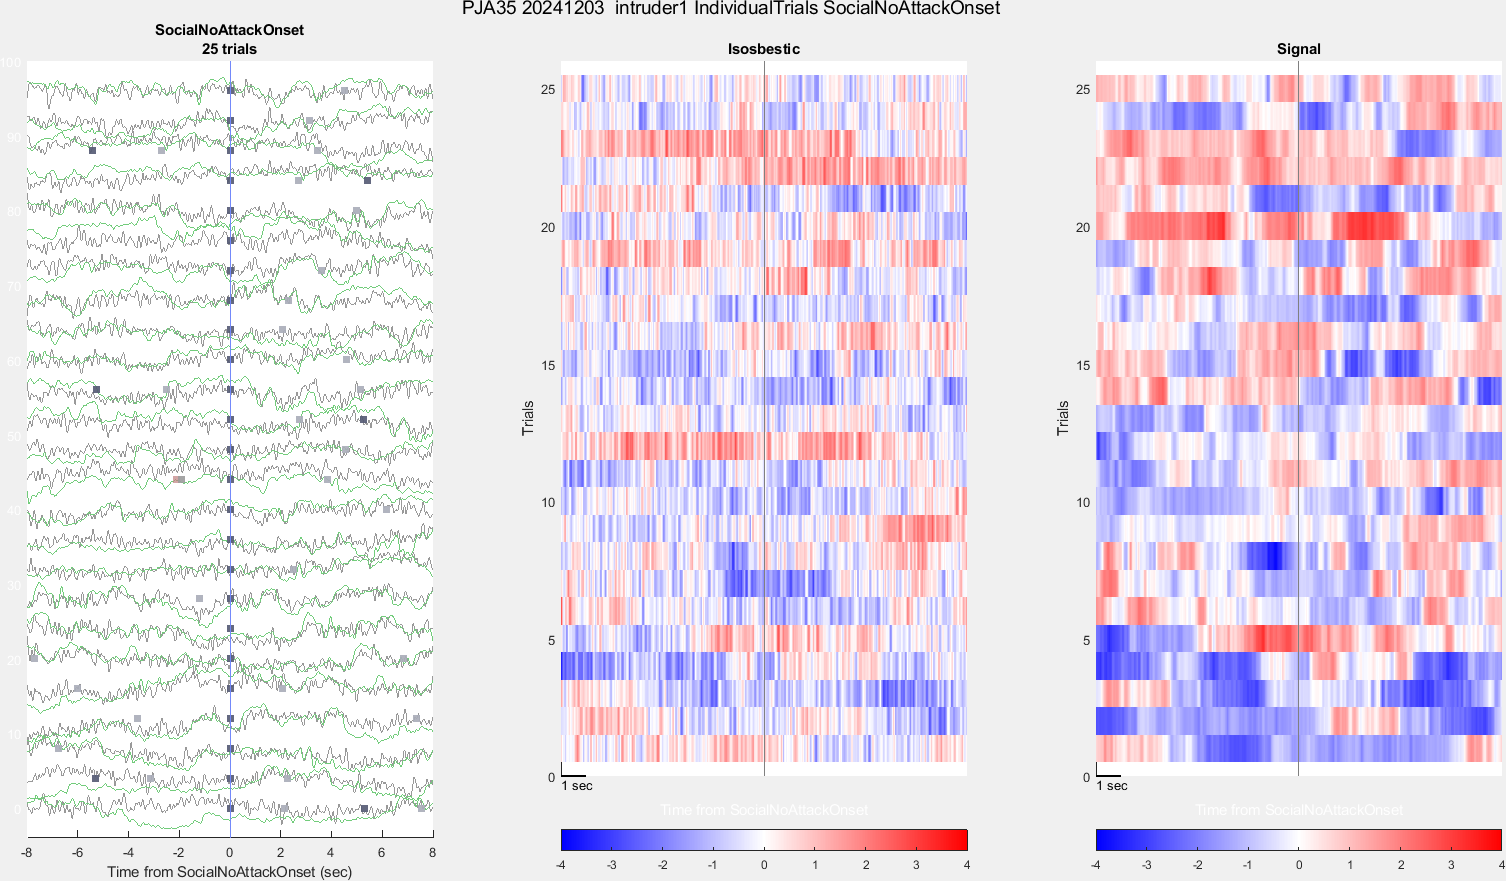 PJA35 20241203  intruder1 IndividualTrials SocialNoAttackOnset
SocialNoAttackOnset
25 trials
100
90
80
70
60
50
40
30
20
10
0
-8 -6 -4 -2 0 2 4 6 8
Time from SocialNoAttackOnset (sec)
Isosbestic
Trials
25
20
15
10
5
0
1 sec
Time from SocialNoAttackOnset
-4 -3 -2 -1 0 1 2 3 4
Signal
Trials
25
20
15
10
5
0
1 sec
Time from SocialNoAttackOnset
-4 -3 -2 -1 0 1 2 3 4